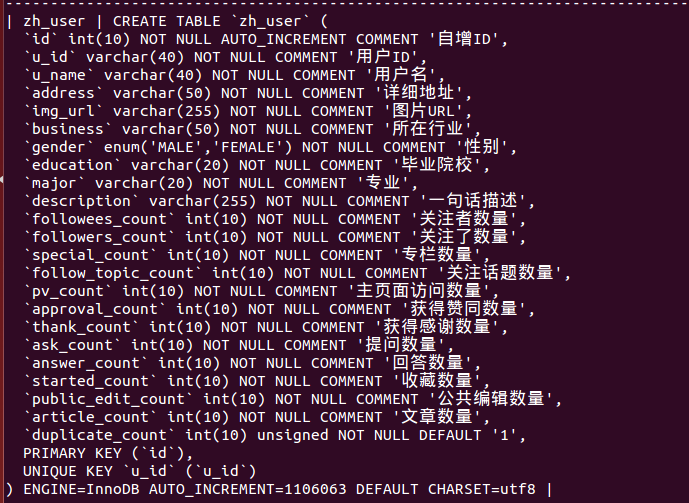 | zh_user | CREATE TABLE `zh_user` (
`id` int(10) NOT NULL AUTO_INCREMENT COMMENT '自增ID',
`u_id` varchar(40) NOT NULL COMMENT '用户ID',
`u_name` varchar(40) NOT NULL COMMENT '用户名',
`address` varchar(50) NOT NULL COMMENT '详细地址',
`img_url` varchar(255) NOT NULL COMMENT '图片URL',
`business` varchar(50) NOT NULL COMMENT '所在行业',
`gender` enum('MALE','FEMALE') NOT NULL COMMENT '性别',
`education` varchar(20) NOT NULL COMMENT '毕业院校',
`major` varchar(20) NOT NULL COMMENT '专业',
`description` varchar(255) NOT NULL COMMENT '一句话描述',
`followees_count` int(10) NOT NULL COMMENT '关注者数量',
`followers_count` int(10) NOT NULL COMMENT '关注了数量',
`special_count` int(10) NOT NULL COMMENT '专栏数量',
`follow_topic_count` int(10) NOT NULL COMMENT '关注话题数量',
`pv_count` int(10) NOT NULL COMMENT '主页面访问数量',
`approval_count` int(10) NOT NULL COMMENT '获得赞同数量',
`thank_count` int(10) NOT NULL COMMENT '获得感谢数量',
`ask_count` int(10) NOT NULL COMMENT '提问数量',
`answer_count` int(10) NOT NULL COMMENT '回答数量',
`started_count` int(10) NOT NULL COMMENT '收藏数量',
`public_edit_count` int(10) NOT NULL COMMENT '公共编辑数量',
`article_count` int(10) NOT NULL COMMENT '文章数量',
`duplicate_count` int(10) unsigned NOT NULL DEFAULT '1',
PRIMARY KEY (`id`),
UNIQUE KEY `u_id` (`u_id`)
) ENGINE=InnoDB AUTO_INCREMENT=1106063 DEFAULT CHARSET=utf8 |